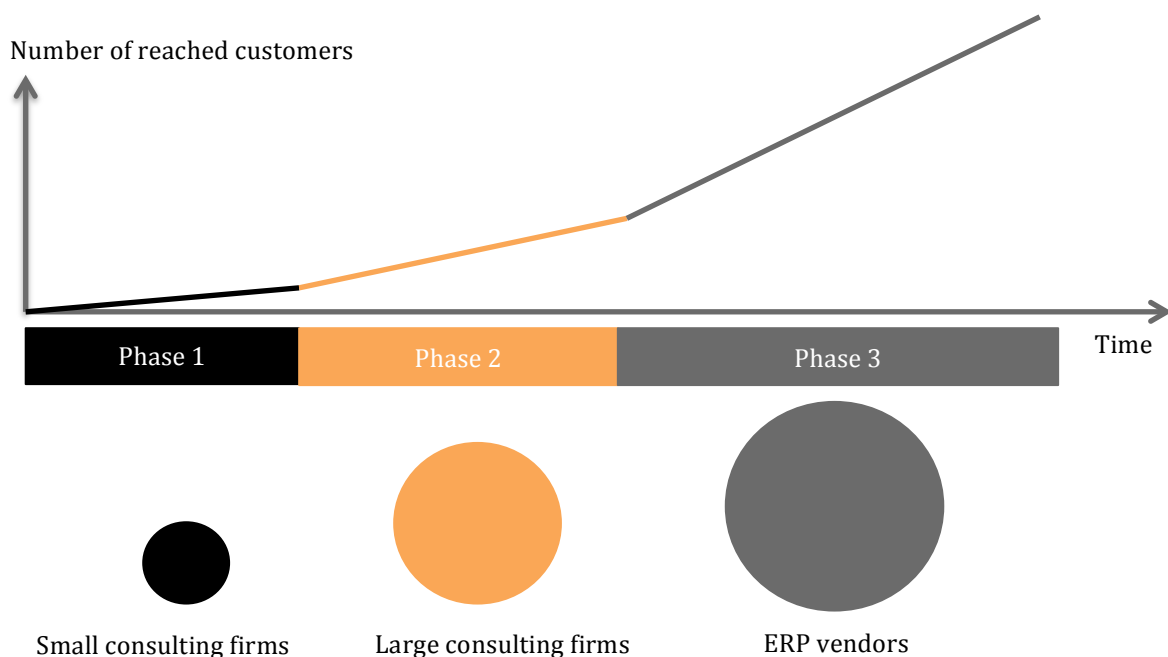 Number of reached customers
Time
Phase 1
Phase 2
Phase 3
Small consulting firms
Large consulting firms
ERP vendors